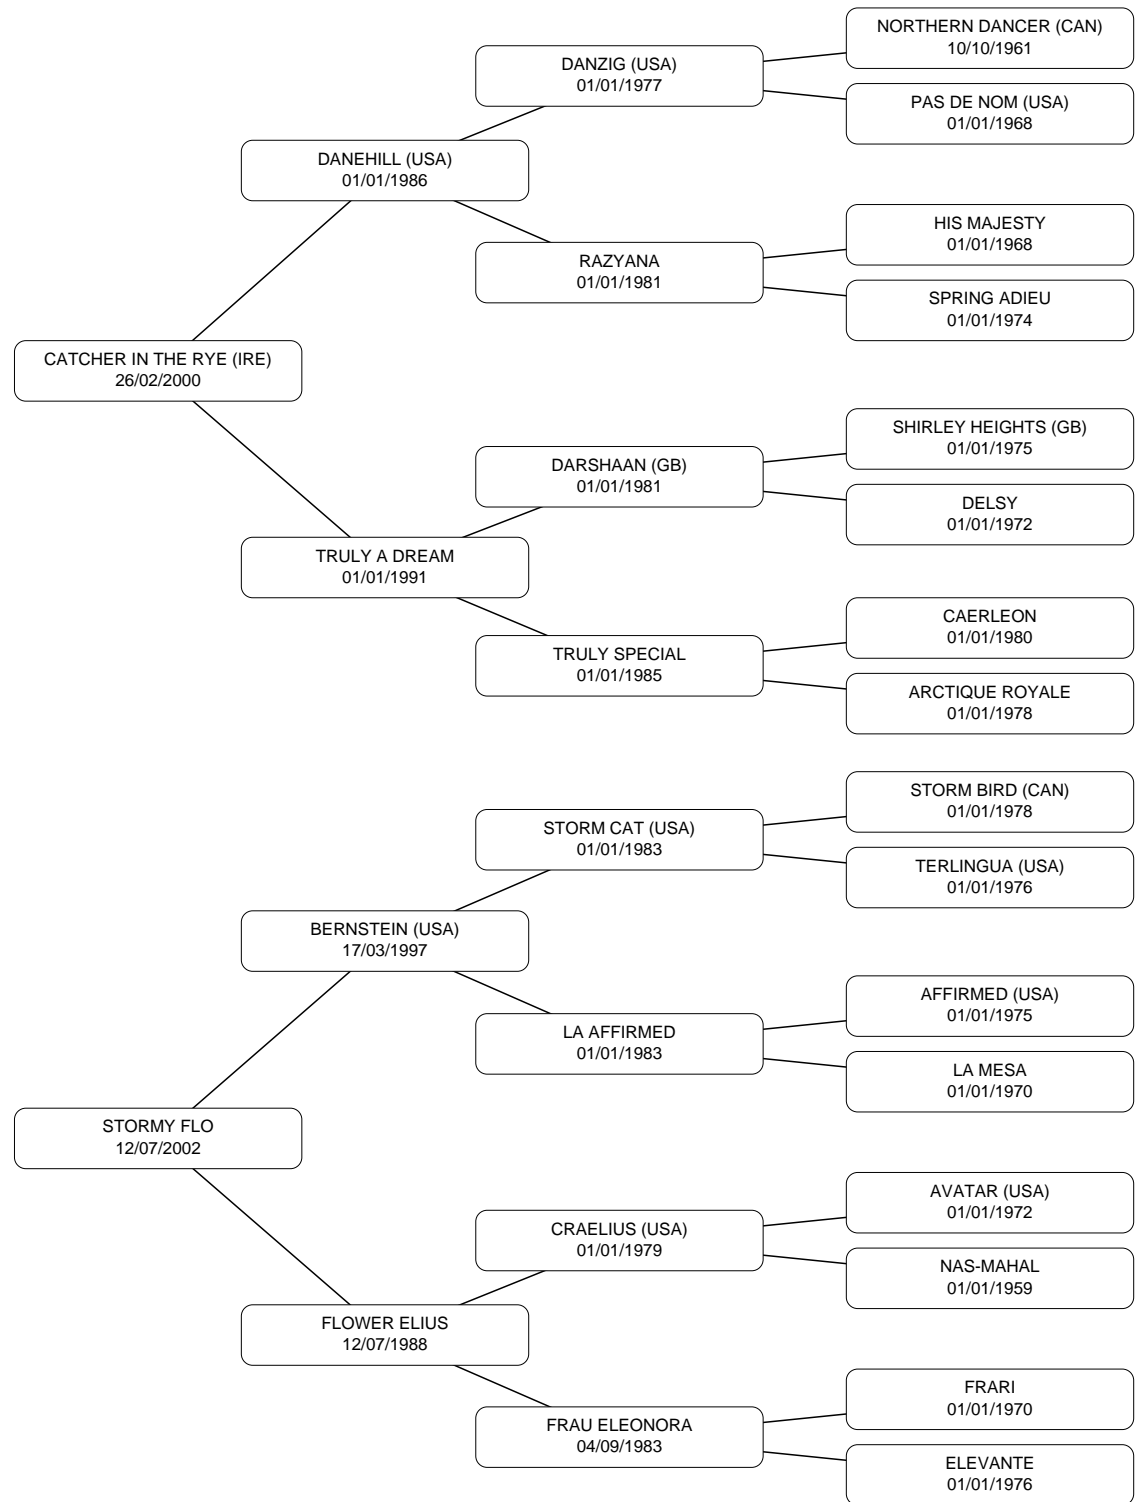 NORTHERN DANCER (CAN)
10/10/1961
DANZIG (USA)
01/01/1977
PAS DE NOM (USA)
01/01/1968
DANEHILL (USA)
01/01/1986
HIS MAJESTY
01/01/1968
RAZYANA
01/01/1981
SPRING ADIEU
01/01/1974
CATCHER IN THE RYE (IRE)
26/02/2000
SHIRLEY HEIGHTS (GB)
01/01/1975
DARSHAAN (GB)
01/01/1981
DELSY
01/01/1972
TRULY A DREAM
01/01/1991
CAERLEON
01/01/1980
TRULY SPECIAL
01/01/1985
ARCTIQUE ROYALE
01/01/1978
STORM BIRD (CAN)
01/01/1978
STORM CAT (USA)
01/01/1983
TERLINGUA (USA)
01/01/1976
BERNSTEIN (USA)
17/03/1997
AFFIRMED (USA)
01/01/1975
LA AFFIRMED
01/01/1983
LA MESA
01/01/1970
STORMY FLO
12/07/2002
AVATAR (USA)
01/01/1972
CRAELIUS (USA)
01/01/1979
NAS-MAHAL
01/01/1959
FLOWER ELIUS
12/07/1988
FRARI
01/01/1970
FRAU ELEONORA
04/09/1983
ELEVANTE
01/01/1976